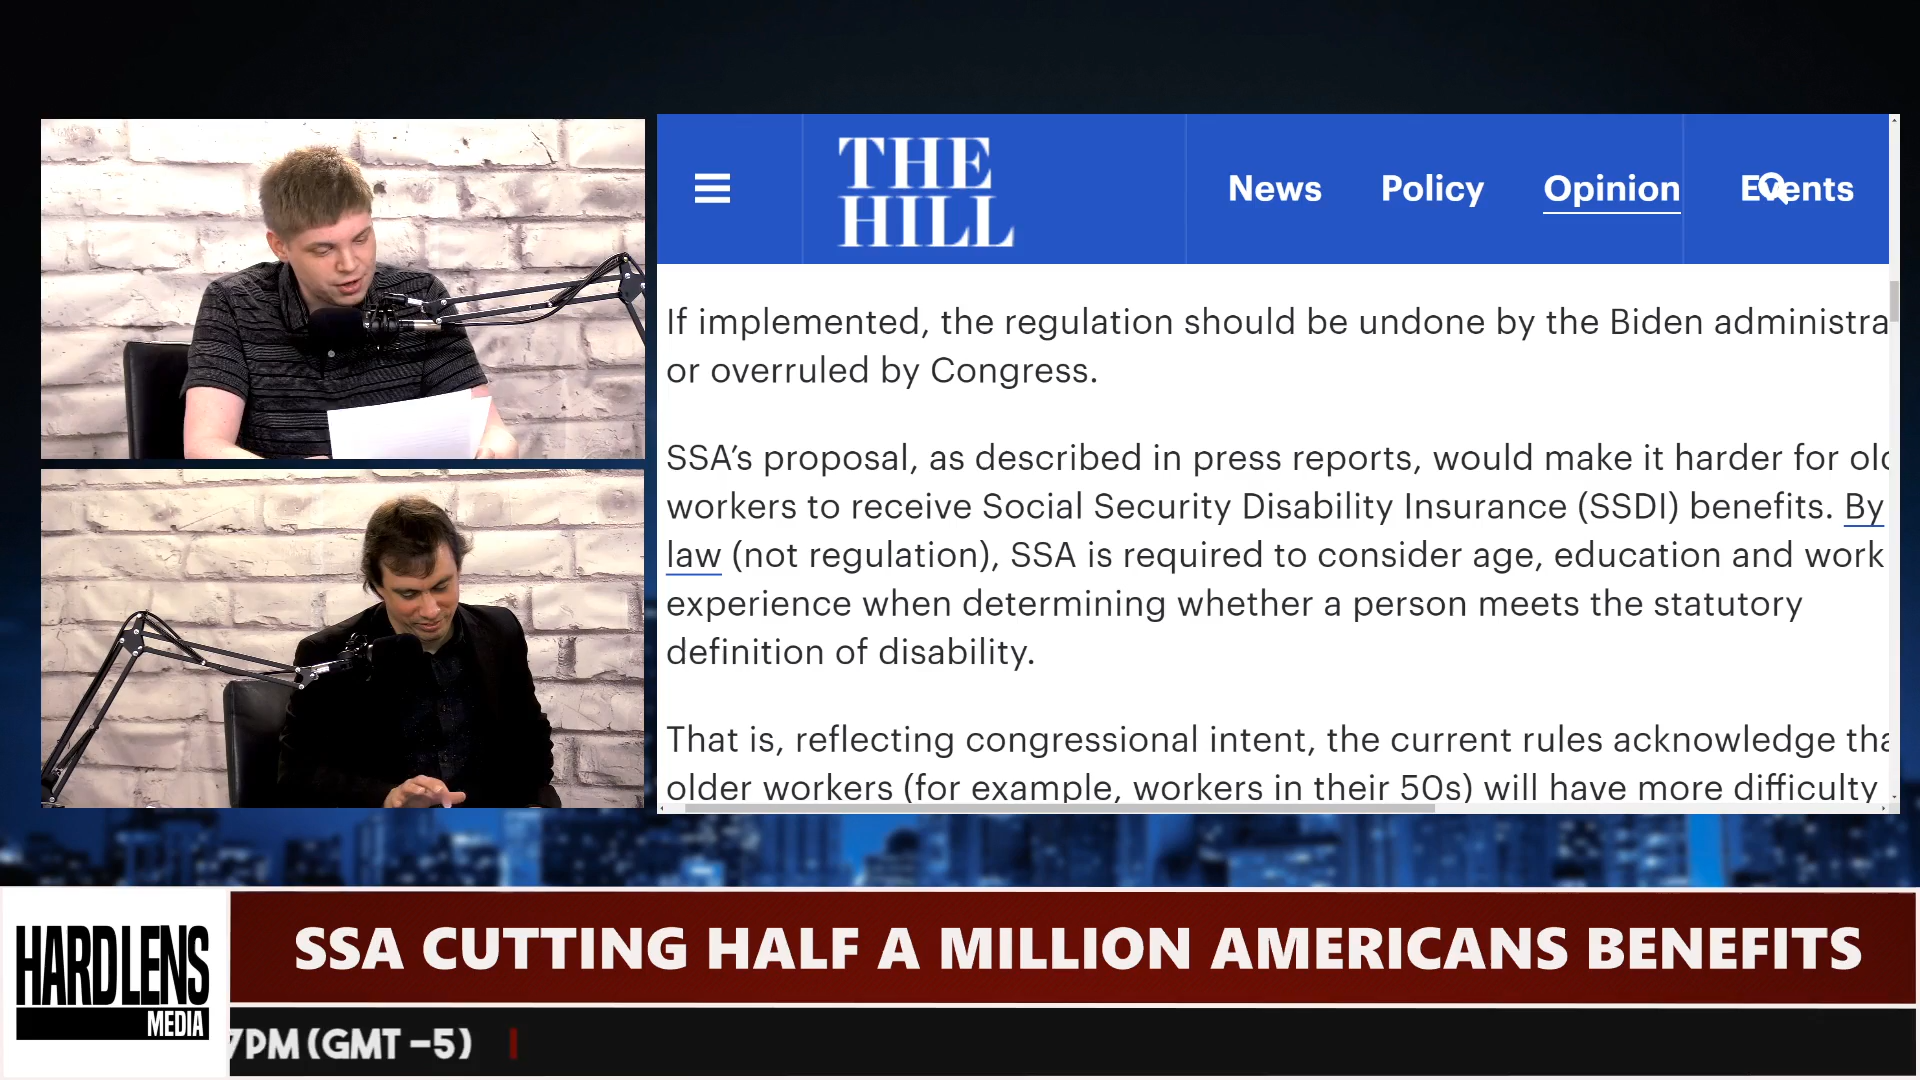 THE
HILL
News Policy Opinion Events
If implemented, the regulation should be undone by the Biden administra
or overruled by Congress.
SSA’s proposal, as described in press reports, would make it harder for old
workers to receive Social Security Disability Insurance (SSDI) benefits. By
law (not regulation), SSA is required to consider age, education and work
experience when determining whether a person meets the statutory
definition of disability.
That is, reflecting congressional intent, the current rules acknowledge tha
older workers (for example, workers in their 50s) will have more difficulty
HARD LENS
MEDIA
SSA CUTTING HALF A MILLION AMERICANS BENEFITS
7PM (GMT -5)